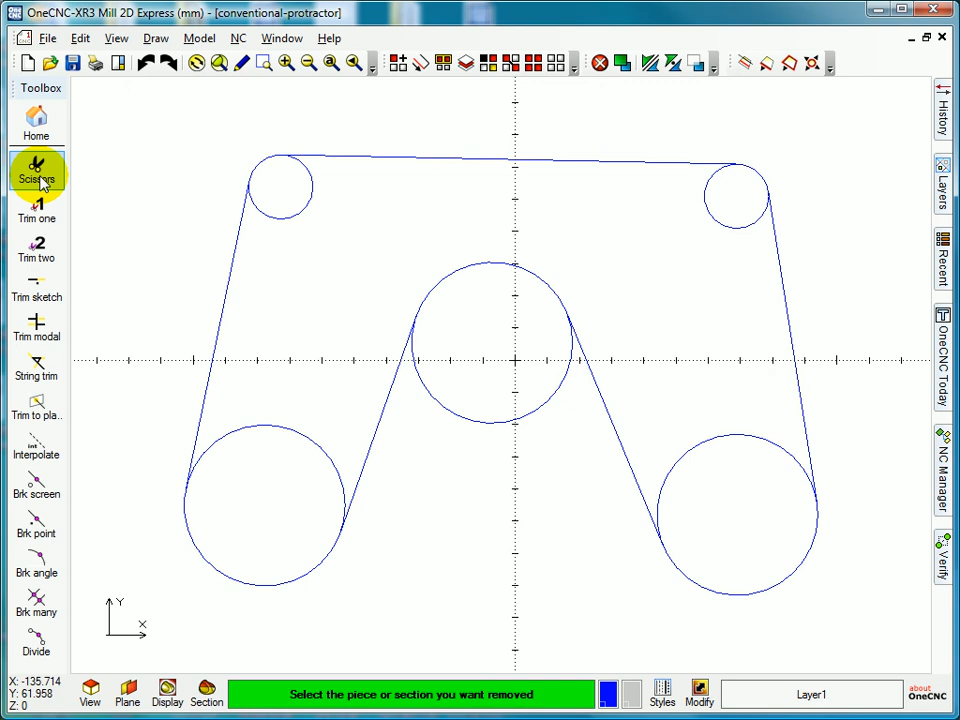 OneCNC-XR3 Mill 2D Express (mm) - [conventional-protractor]
File Edit View Draw Model NC Window Help
Toolbox
Home
Scissors
Trim one
Trim two
Trim sketch
Trim modal
String trim
Trim to pla..
Interpolate
Brk screen
Brk point
Brk angle
Brk many
Divide
X: -135.714
Y: 61.958
Z: 0
Y
X
History
Layers
Recent
OneCNC Today
NC Manager
Verify
View
Plane
Display
Section
Select the piece or section you want removed
Styles
Modify
Layer1
about
OneCNC